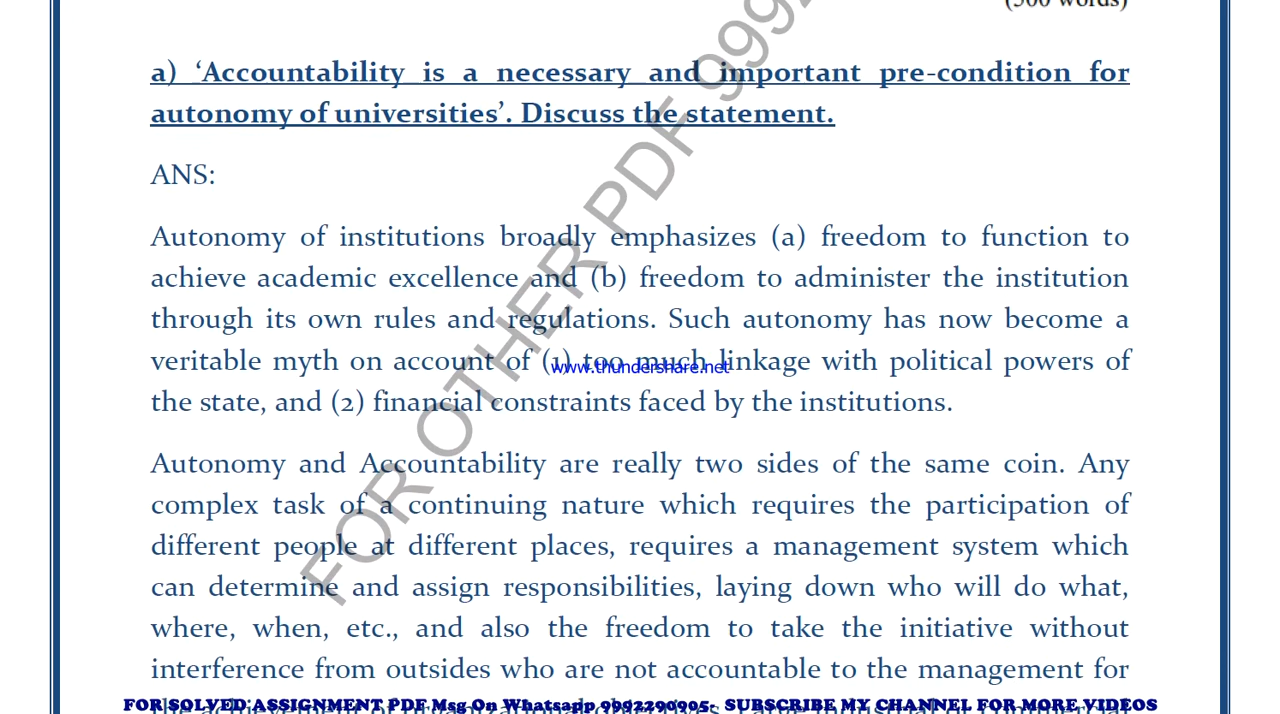 (500 words)
a) ‘Accountability is a necessary and important pre-condition for
autonomy of universities’. Discuss the statement.
ANS:
Autonomy of institutions broadly emphasizes (a) freedom to function to
achieve academic excellence and (b) freedom to administer the institution
through its own rules and regulations. Such autonomy has now become a
veritable myth on account of (1) too much linkage with political powers of
www.thundershare.net
the state, and (2) financial constraints faced by the institutions.
Autonomy and Accountability are really two sides of the same coin. Any
complex task of a continuing nature which requires the participation of
different people at different places, requires a management system which
can determine and assign responsibilities, laying down who will do what,
where, when, etc., and also the freedom to take the initiative without
interference from outsides who are not accountable to the management for
FOR SOLVED ASSIGNMENT PDF Msg On Whatsapp 9992290905- SUBSCRIBE MY CHANNEL FOR MORE VIDEOS
FOR OTHER PDF 999